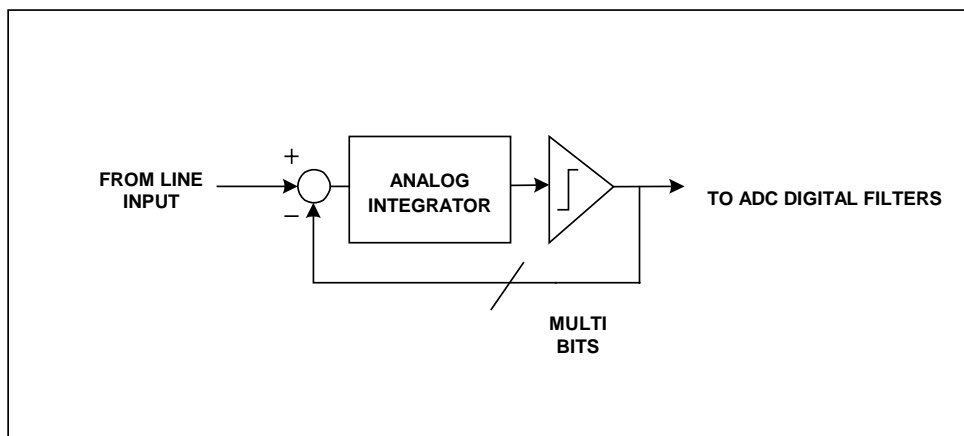 +
FROM LINE
INPUT
−
ANALOG
INTEGRATOR
TO ADC DIGITAL FILTERS
MULTI
BITS